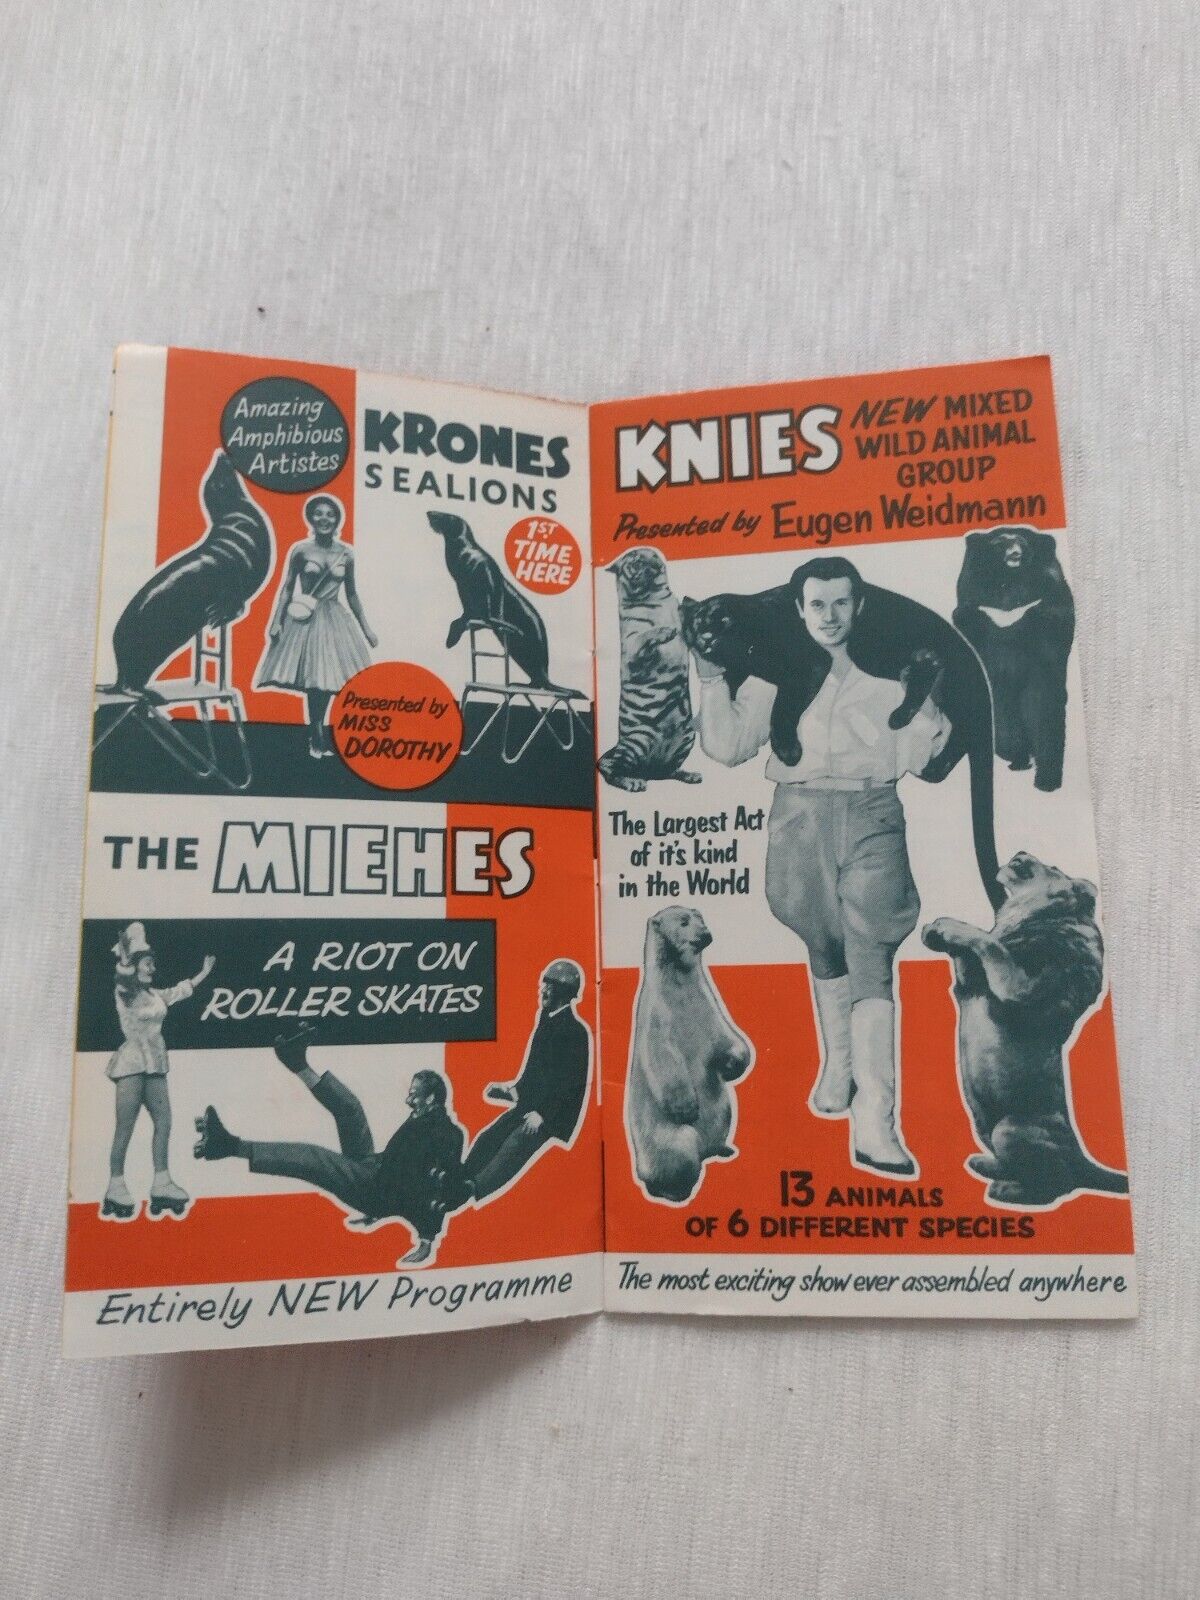 Amazing
Amphibious
Artistes
KRONES
SEALIONS
1ST
TIME
HERE
Presented by
MISS
DOROTHY
THE MIEHES
A RIOT ON
ROLLER SKATES
Entirely NEW Programme
KNIES NEW MIXED
WILD ANIMAL
GROUP
Presented by Eugen Weidmann
The Largest Act
of it's kind
in the World
13 ANIMALS
OF 6 DIFFERENT SPECIES
The most exciting show ever assembled anywhere